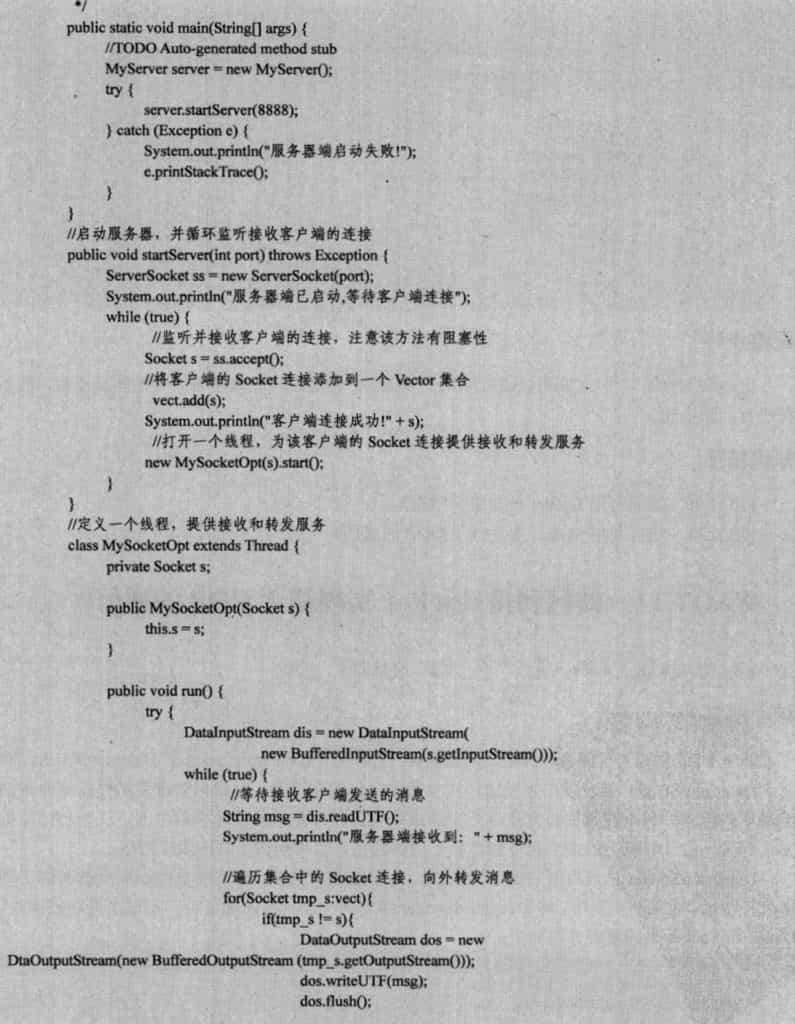 */
public static void main(String[] args) {
//TODO Auto-generated method stub
MyServer server = new MyServer();
try {
server.startServer(8888);
} catch (Exception e) {
System.out.println("服务器端启动失败!");
e.printStackTrace();
}
}
//启动服务器，并循环监听接收客户端的连接
public void startServer(int port) throws Exception {
ServerSocket ss = new ServerSocket(port);
System.out.println("服务器端已启动,等待客户端连接");
while (true) {
//监听并接收客户端的连接，注意该方法有阻塞性
Socket s = ss.accept();
//将客户端的 Socket 连接添加到一个 Vector 集合
vect.add(s);
System.out.println("客户端连接成功!" + s);
//打开一个线程，为该客户端的 Socket 连接提供接收和转发服务
new MySocketOpt(s).start();
}
}
//定义一个线程，提供接收和转发服务
class MySocketOpt extends Thread {
private Socket s;
public MySocketOpt(Socket s) {
this.s = s;
}
public void run() {
try {
DataInputStream dis = new DataInputStream(
new BufferedInputStream(s.getInputStream()));
while (true) {
//等待接收客户端发送的消息
String msg = dis.readUTF();
System.out.println("服务器端接收到：" + msg);
//遍历集合中的 Socket 连接，向外转发消息
for(Socket tmp_s:vect){
if(tmp_s != s){
DataOutputStream dos = new
DtaOutputStream(new BufferedOutputStream (tmp_s.getOutputStream()));
dos.writeUTF(msg);
dos.flush();